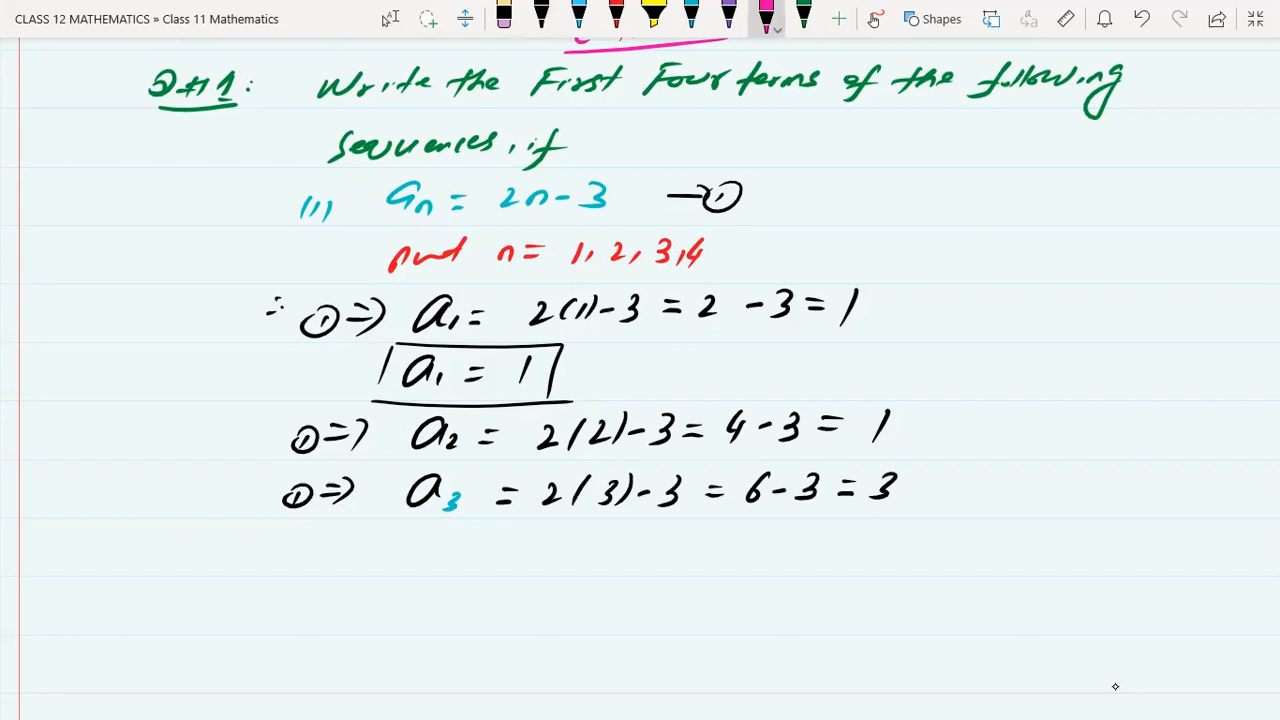 CLASS 12 MATHEMATICS » Class 11 Mathematics
Shapes
Q#1: Write the First Four terms of the following
sequences, if
(i) aₙ = 2n - 3 → ①
put n = 1, 2, 3, 4
∴ ① ⇒ a₁ = 2(1) - 3 = 2 - 3 = 1
a₁ = 1
① ⇒ a₂ = 2(2) - 3 = 4 - 3 = 1
① ⇒ a₃ = 2(3) - 3 = 6 - 3 = 3